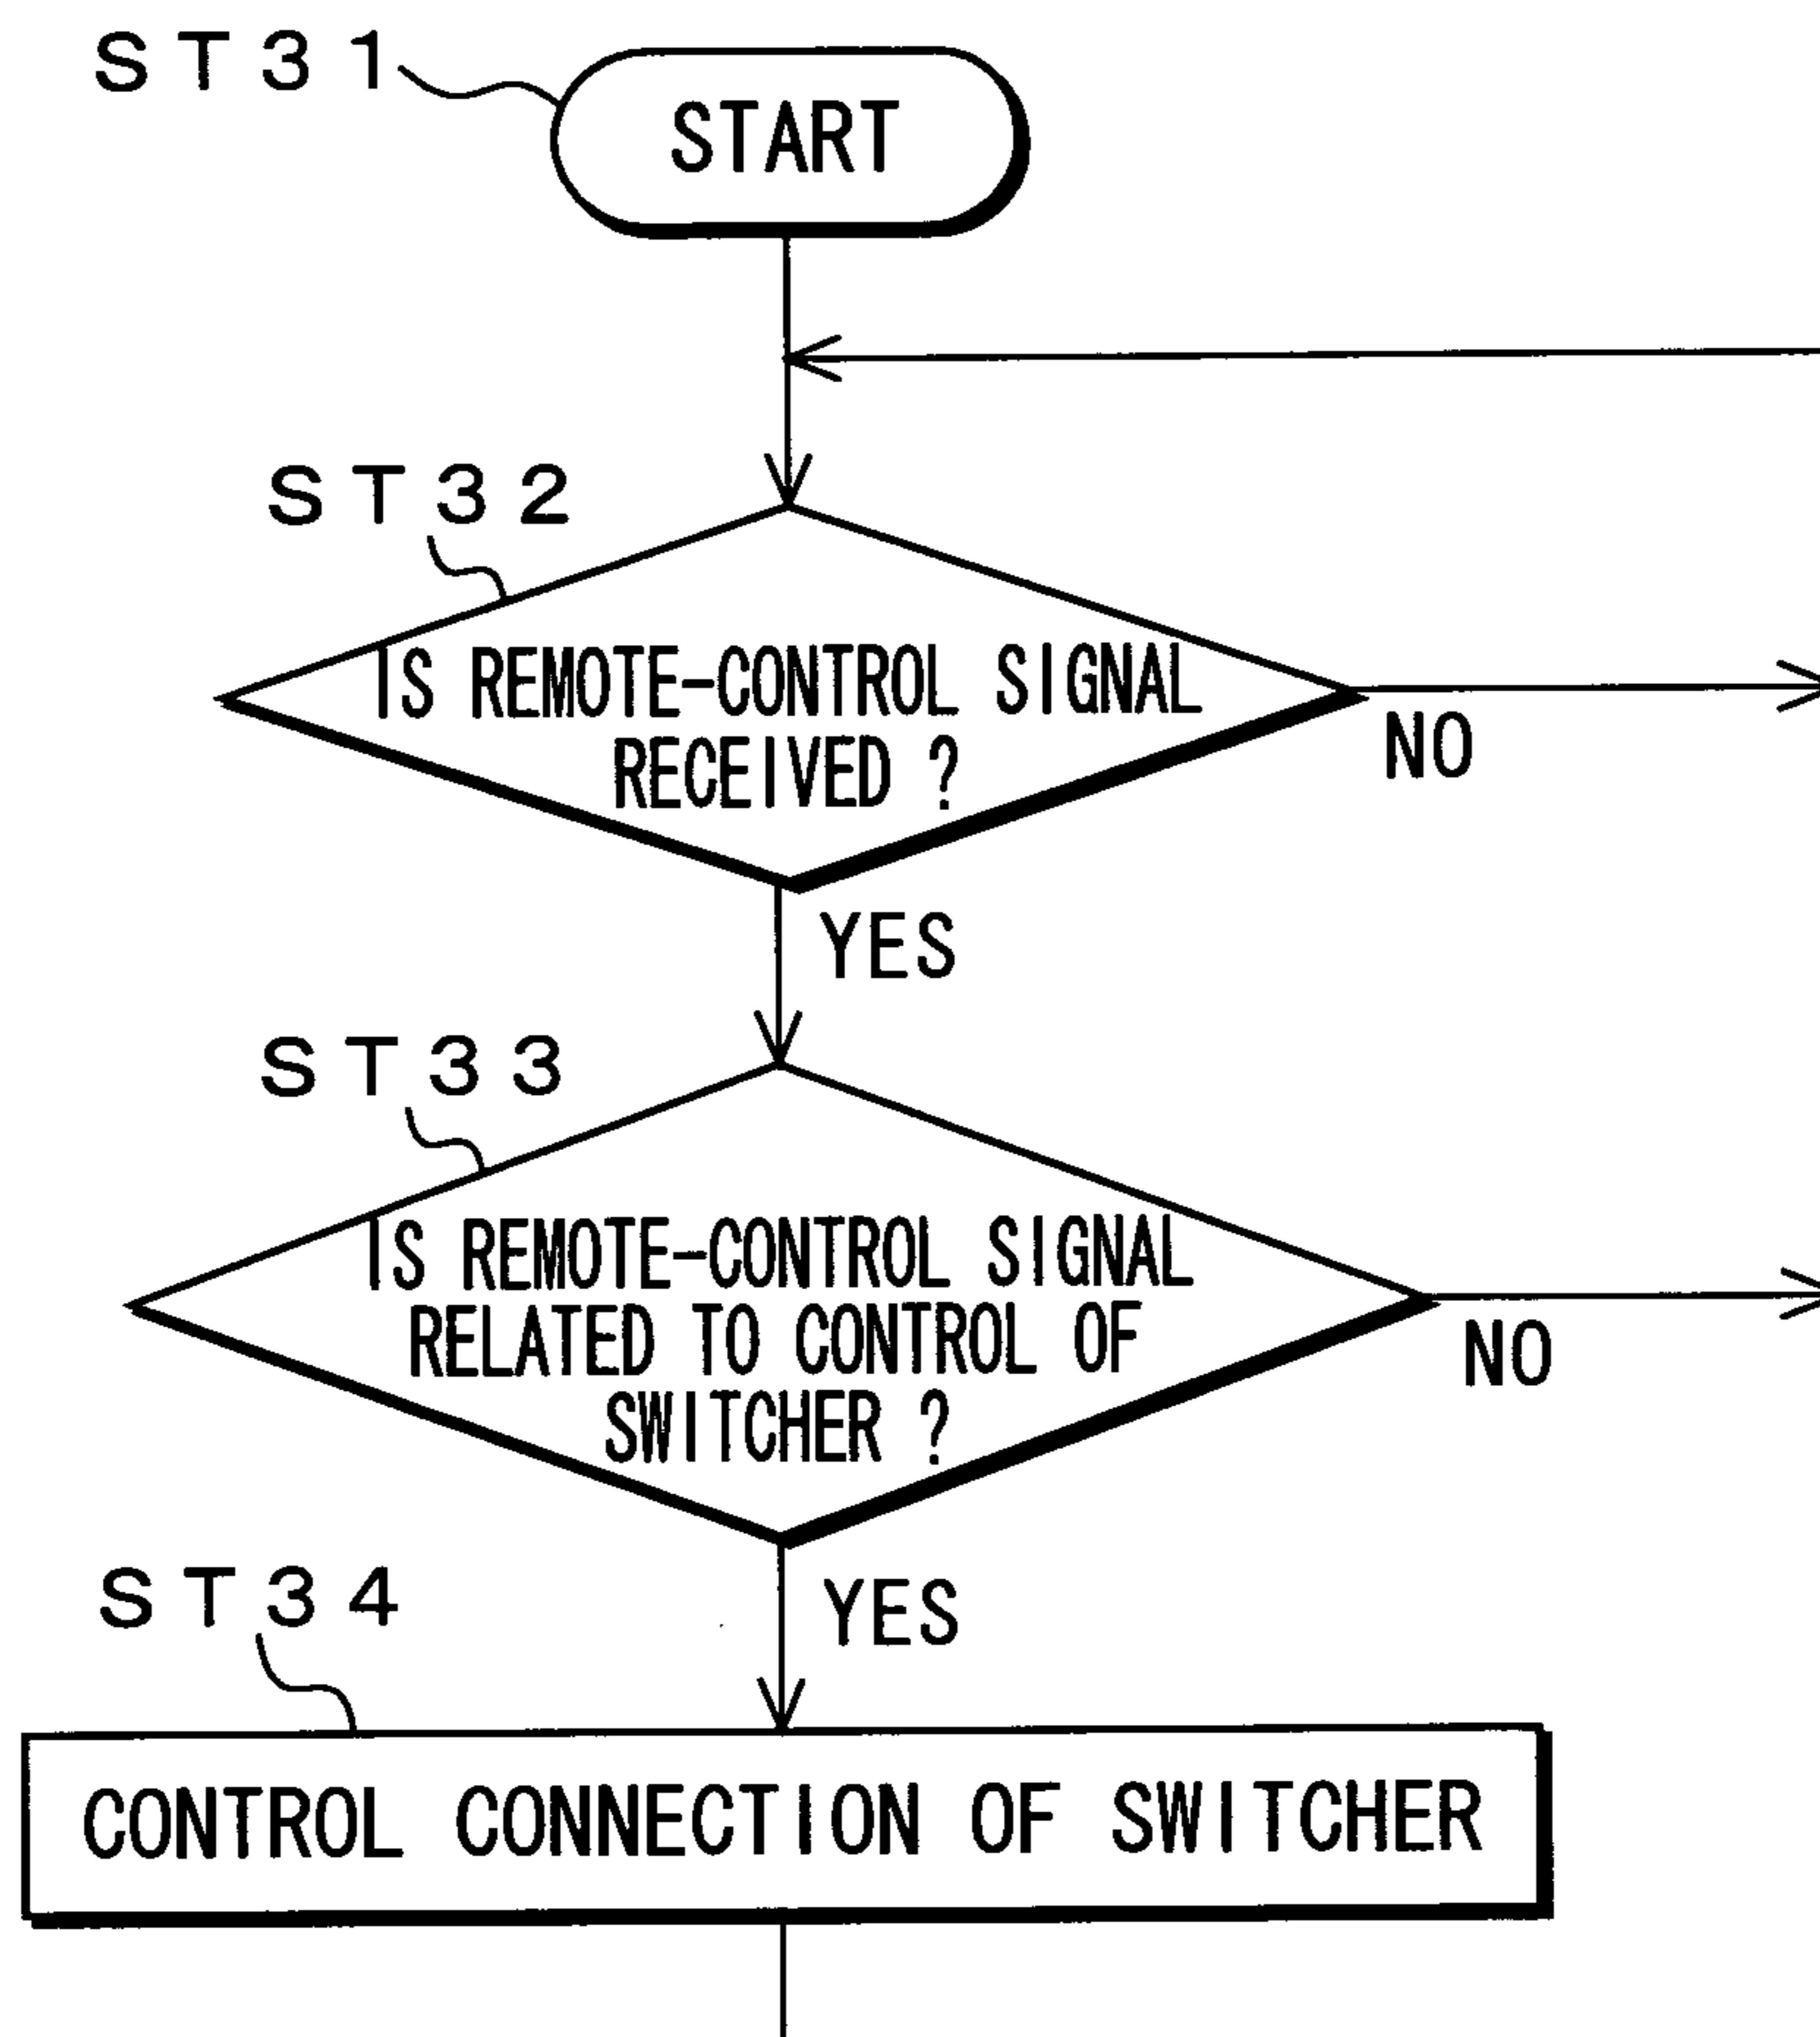 ST31
START
ST32
IS REMOTE-CONTROL SIGNAL
RECEIVED ?
NO
YES
ST33
IS REMOTE-CONTROL SIGNAL
RELATED TO CONTROL OF
SWITCHER ?
NO
YES
ST34
CONTROL CONNECTION OF SWITCHER